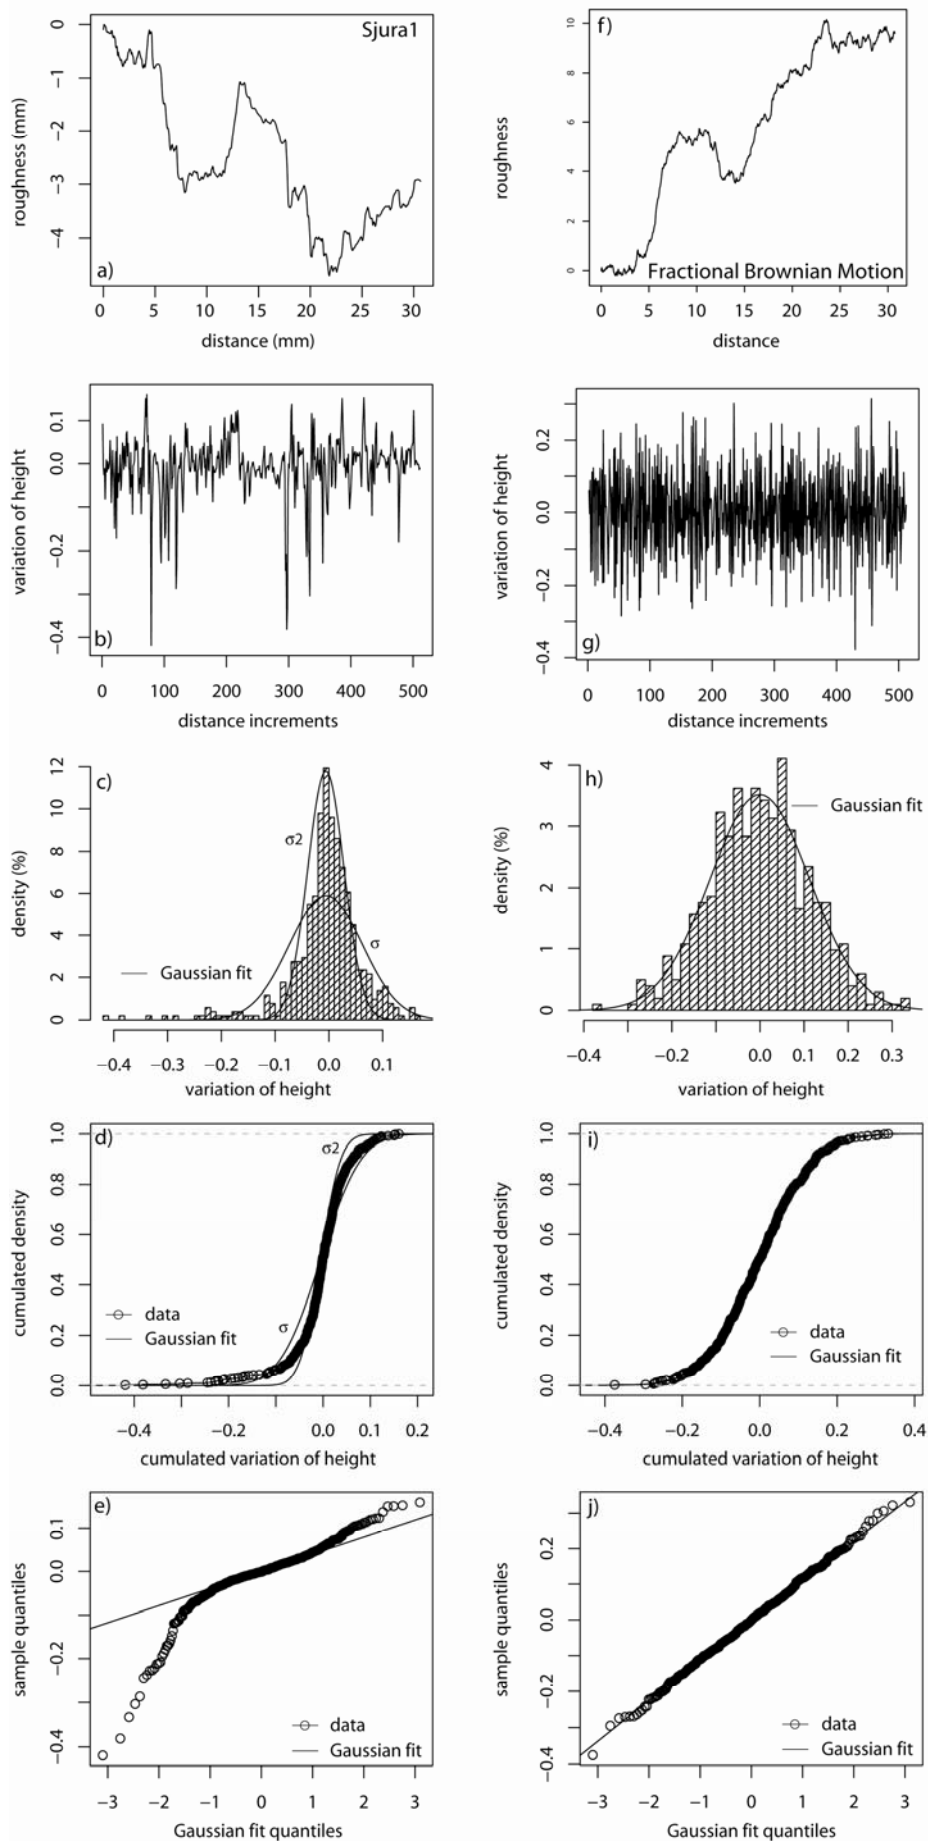 Sjura1
0
−1
−2
−3
−4
roughness (mm)
a)
0 5 10 15 20 25 30
distance (mm)
f)
10
8
6
4
2
0
roughness
Fractional Brownian Motion
0 5 10 15 20 25 30
distance
0.1
0.0
−0.2
−0.4
variation of height
b)
0 100 200 300 400 500
distance increments
0.2
0.0
−0.2
−0.4
variation of height
g)
0 100 200 300 400 500
distance increments
c)
12
10
8
6
4
2
0
density (%)
σ2
σ
Gaussian fit
−0.4 −0.3 −0.2 −0.1 0.0 0.1
variation of height
h)
4
3
2
1
0
density (%)
Gaussian fit
−0.4 −0.2 0.0 0.1 0.2 0.3
variation of height
d)
1.0
0.8
0.6
0.4
0.2
0.0
cumulated density
σ2
σ
data
Gaussian fit
−0.4 −0.2 0.0 0.1 0.2
cumulated variation of height
i)
1.0
0.8
0.6
0.4
0.2
0.0
cumulated density
data
Gaussian fit
−0.4 −0.2 0.0 0.2 0.4
cumulated variation of height
e)
0.1
0.0
−0.2
−0.4
sample quantiles
data
Gaussian fit
−3 −2 −1 0 1 2 3
Gaussian fit quantiles
j)
0.2
0.0
−0.2
−0.4
sample quantiles
data
Gaussian fit
−3 −2 −1 0 1 2 3
Gaussian fit quantiles